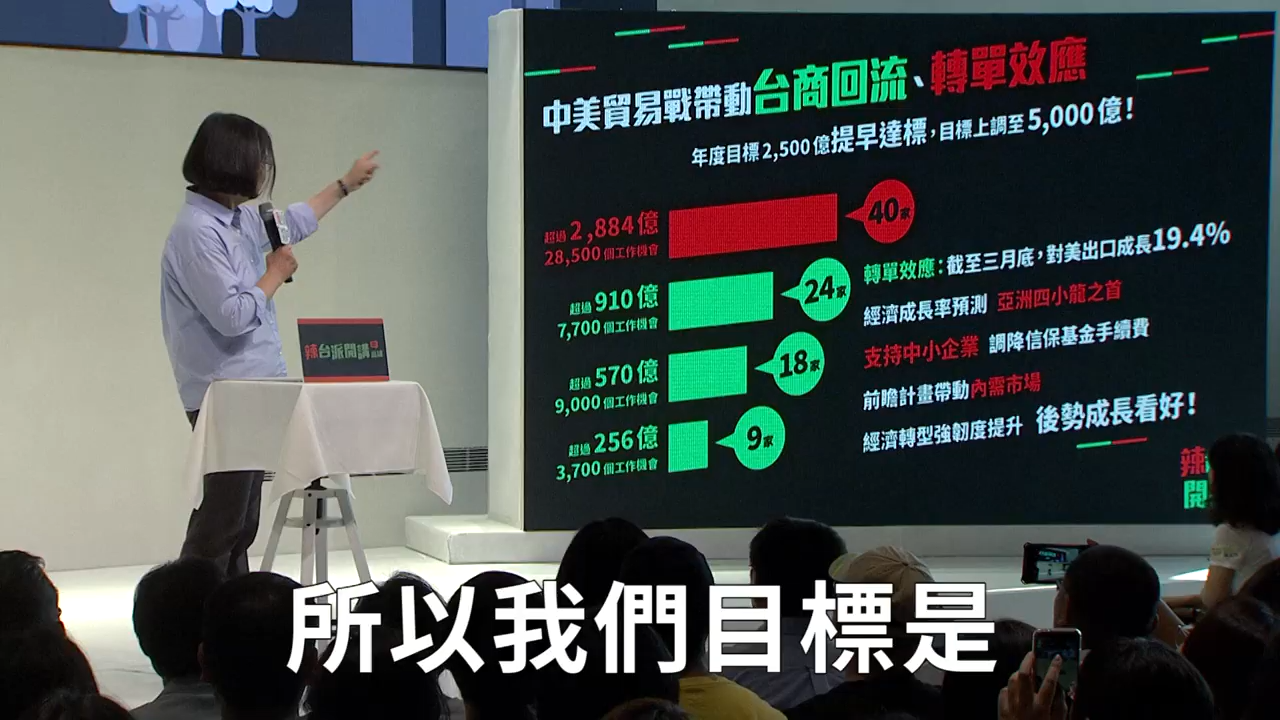 中美貿易戰帶動台商回流、轉單效應
年度目標2,500億提早達標,目標上調至5,000億!
超過2,884億
28,500個工作機會
40家
超過910億
7,700個工作機會
24家
超過570億
9,000個工作機會
18家
超過256億
3,700個工作機會
9家
轉單效應:截至三月底,對美出口成長19.4%
經濟成長率預測 亞洲四小龍之首
支持中小企業 調降信保基金手續費
前瞻計畫帶動內需市場
經濟轉型強韌度提升 後勢成長看好!
辣台派開講
辣
開
所以我們目標是